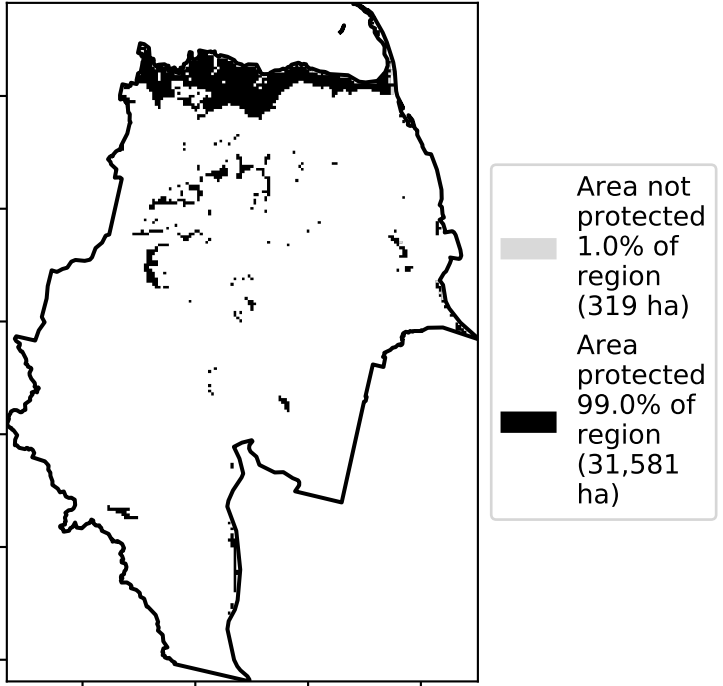 Area not
protected
1.0% of
region
(319 ha)
Area
protected
99.0% of
region
(31,581
ha)